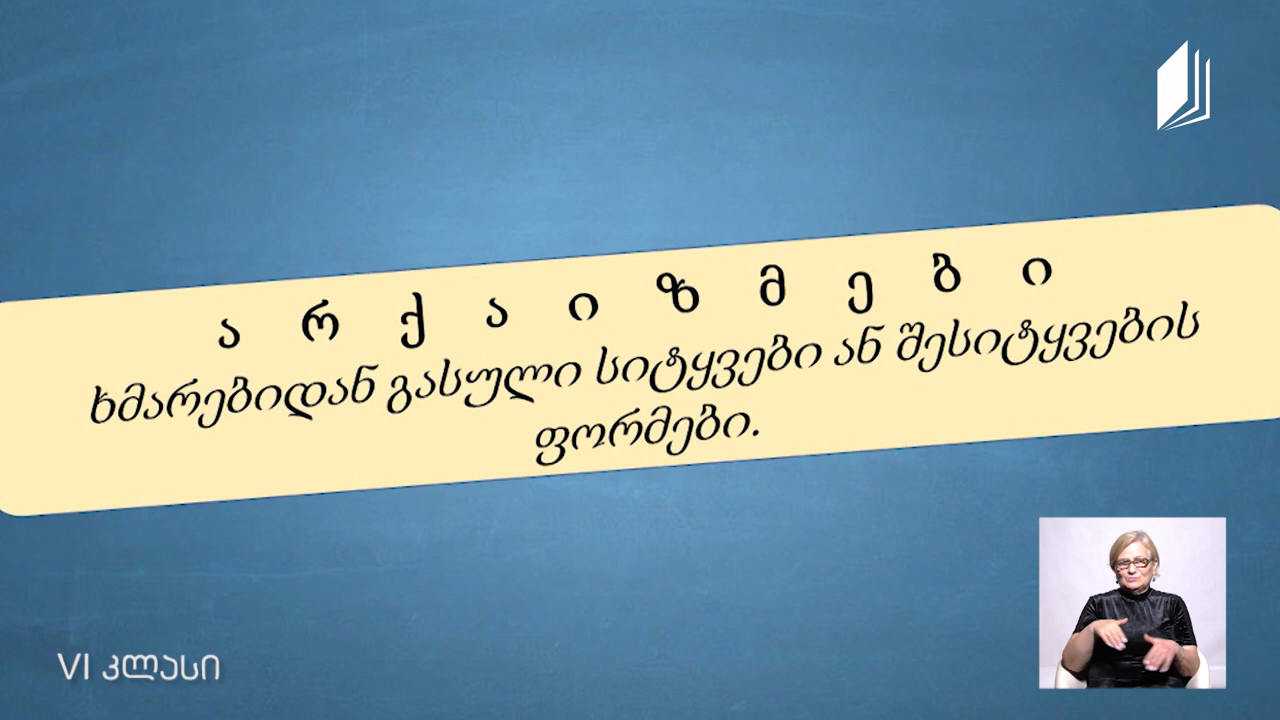 ა რ ქ ა ი ზ მ ე ბ ი
ხმარებიდან გასული სიტყვები ან შესიტყვების
ფორმები.
VI კლასი